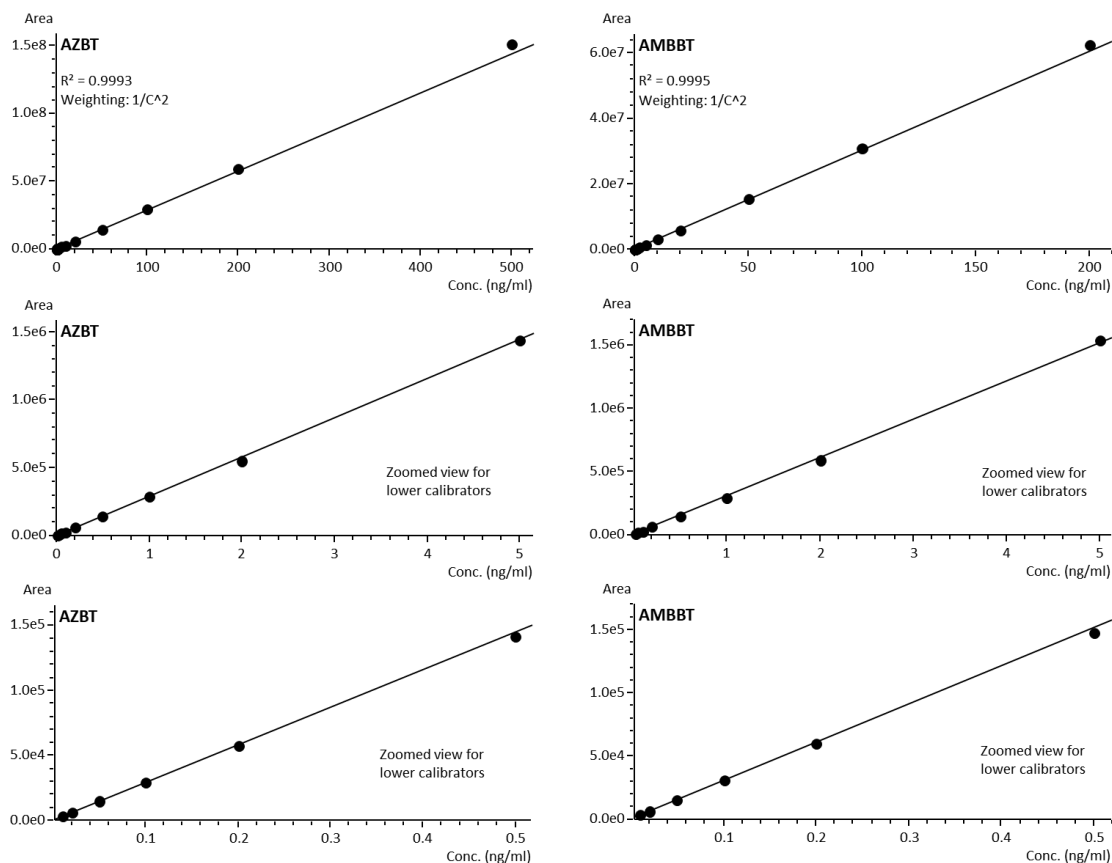 Area
AZBT
R² = 0.9993
Weighting: 1/C^2
1.5e8
1.0e8
5.0e7
0.0e0
0
100
200
300
400
500
Conc. (ng/ml)
Area
AMBBT
R² = 0.9995
Weighting: 1/C^2
6.0e7
4.0e7
2.0e7
0.0e0
0
50
100
150
200
Conc. (ng/ml)
Area
AZBT
1.5e6
1.0e6
5.0e5
0.0e0
Zoomed view for
lower calibrators
0
1
2
3
4
5
Conc. (ng/ml)
Area
AMBBT
1.5e6
1.0e6
5.0e5
0.0e0
Zoomed view for
lower calibrators
1
2
3
4
5
Conc. (ng/ml)
Area
AZBT
1.5e5
1.0e5
5.0e4
0.0e0
Zoomed view for
lower calibrators
0.1
0.2
0.3
0.4
0.5
Conc. (ng/ml)
Area
AMBBT
1.5e5
1.0e5
5.0e4
0.0e0
Zoomed view for
lower calibrators
0.1
0.2
0.3
0.4
0.5
Conc. (ng/ml)